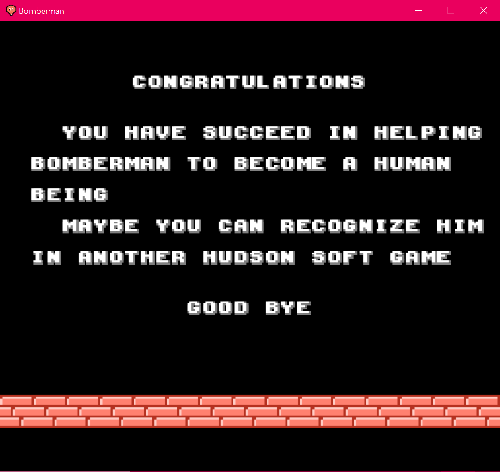 Bomberman
CONGRATULATIONS
YOU HAVE SUCCEED IN HELPING
BOMBERMAN TO BECOME A HUMAN
BEING
MAYBE YOU CAN RECOGNIZE HIM
IN ANOTHER HUDSON SOFT GAME
GOOD BYE